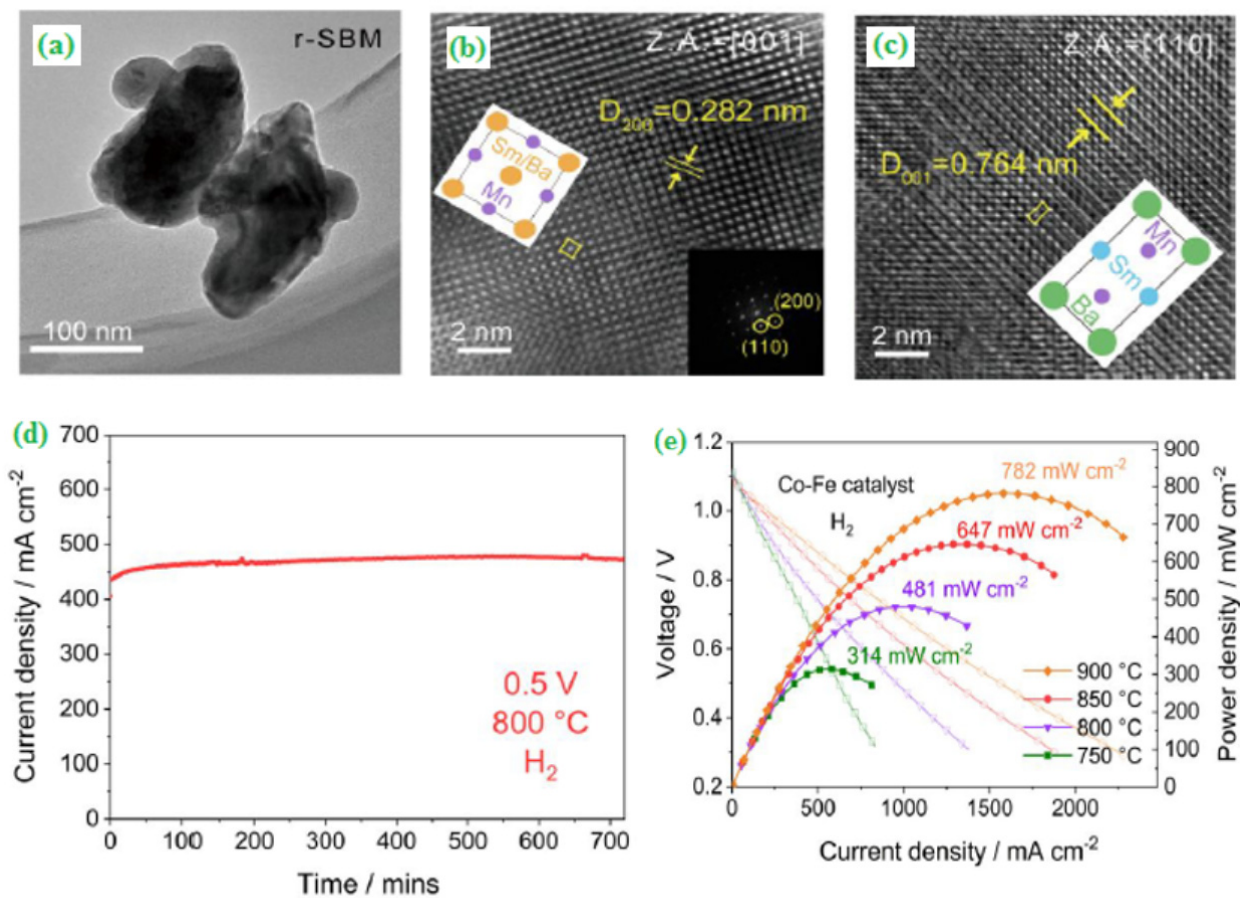 (a)
r-SBM
100 nm
(b)
Z.A.=[001]
D200=0.282 nm
Sm/Ba
Mn
2 nm
(200)
(110)
(c)
Z.A.=[110]
D001=0.764 nm
Mn
Sm
Ba
2 nm
(d)
Current density / mA cm-2
700
600
500
400
300
200
100
0
0.5 V
800 °C
H2
0 100 200 300 400 500 600 700
Time / mins
(e)
Voltage / V
1.2
1.0
0.8
0.6
0.4
0.2
Co-Fe catalyst
H2
782 mW cm-2
647 mW cm-2
481 mW cm-2
314 mW cm-2
900 °C
850 °C
800 °C
750 °C
900
800
700
600
500
400
300
200
100
0
Power density / mW cm-2
0 500 1000 1500 2000
Current density / mA cm-2